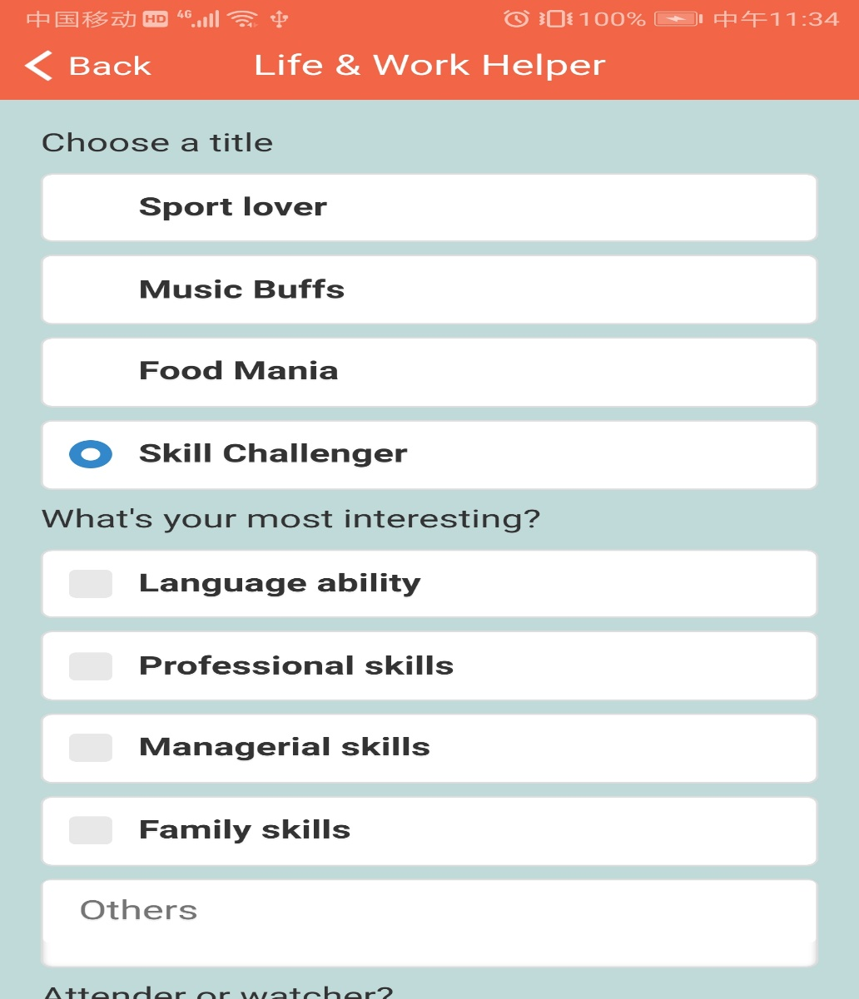 中国移动 HD 4G 100% 中午11:34
Back Life & Work Helper
Choose a title
Sport lover
Music Buffs
Food Mania
Skill Challenger
What's your most interesting?
Language ability
Professional skills
Managerial skills
Family skills
Others
Attender or watcher?